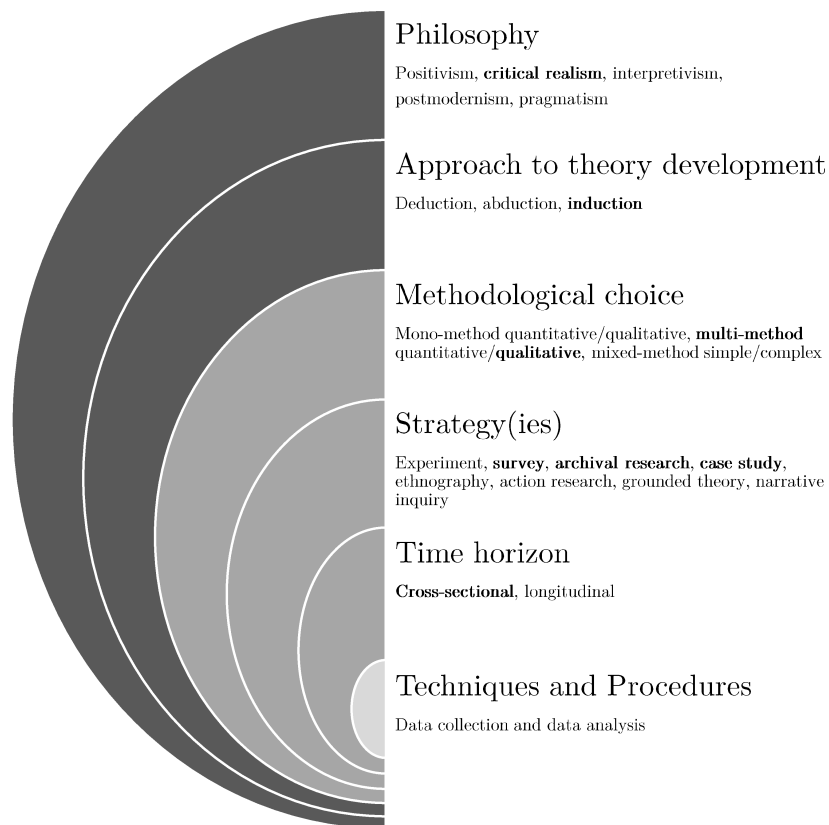 Philosophy
Positivism, critical realism, interpretivism,
postmodernism, pragmatism
Approach to theory development
Deduction, abduction, induction
Methodological choice
Mono-method quantitative/qualitative, multi-method
quantitative/qualitative, mixed-method simple/complex
Strategy(ies)
Experiment, survey, archival research, case study,
ethnography, action research, grounded theory, narrative
inquiry
Time horizon
Cross-sectional, longitudinal
Techniques and Procedures
Data collection and data analysis